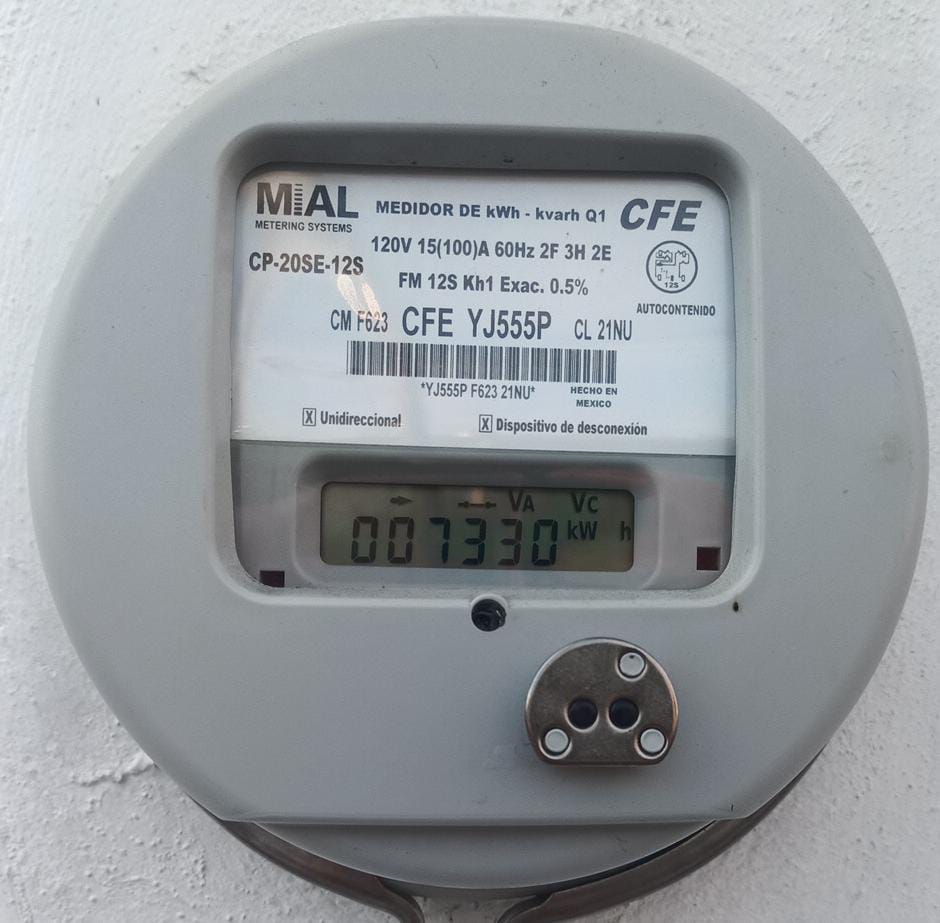 MIAL
METERING SYSTEMS
MEDIDOR DE kWh - kvarh Q1
CFE
120V 15(100)A 60Hz 2F 3H 2E
CP-20SE-12S
FM 12S Kh1 Exac. 0.5%
12S
AUTOCONTENIDO
CM F623 CFE YJ555P CL 21NU
*YJ555P F623 21NU*
HECHO EN
MEXICO
X Unidireccional
X Dispositivo de desconexión
VA VC
007330 kW h